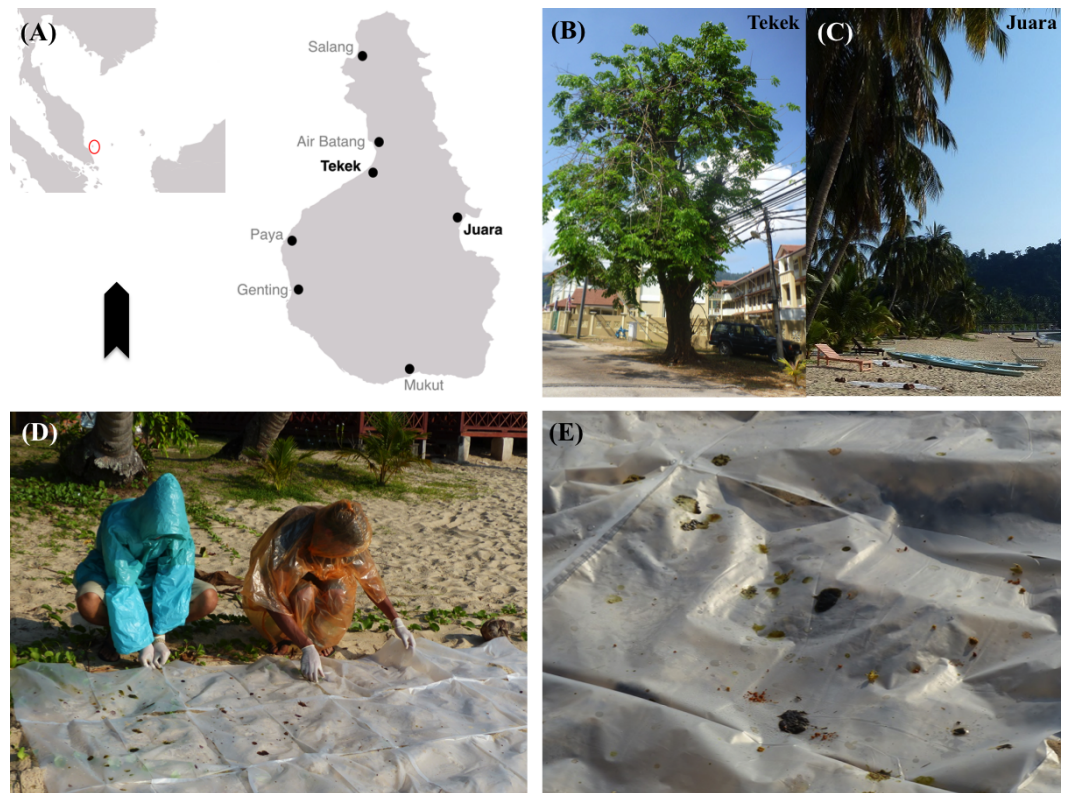 (A)
Salang
Air Batang
Tekek
Juara
Paya
Genting
Mukut
(B)
Tekek
(C)
Juara
(D)
(E)